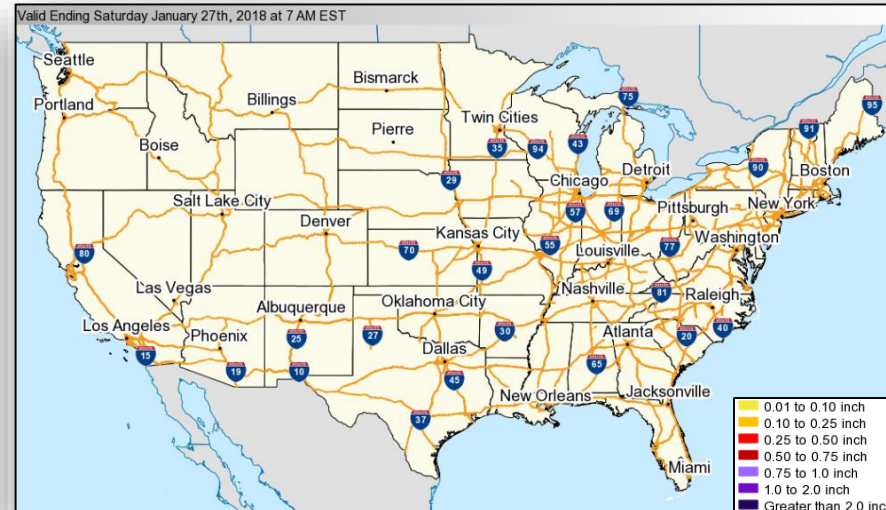 Valid Ending Saturday January 27th, 2018 at 7 AM EST
Seattle
Portland
Boise
Billings
Bismarck
Pierre
Twin Cities
75
95
91
35
94
43
90
Boston
29
Chicago
Detroit
Salt Lake City
Denver
57
69
Pittsburgh
New York
80
70
Kansas City
55
Louisville
77
Washington
49
Las Vegas
Albuquerque
Oklahoma City
Nashville
81
Raleigh
Los Angeles
Phoenix
25
27
30
Atlanta
20
40
15
Dallas
65
19
10
45
New Orleans
Jacksonville
37
Miami
0.01 to 0.10 inch
0.10 to 0.25 inch
0.25 to 0.50 inch
0.50 to 0.75 inch
0.75 to 1.0 inch
1.0 to 2.0 inch
Greater than 2.0 inc